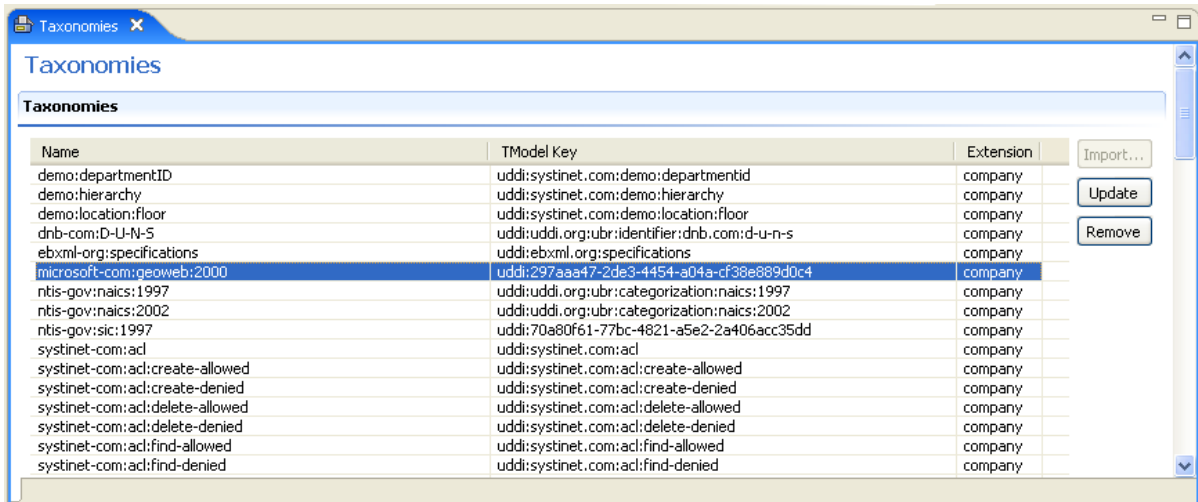 Taxonomies
Taxonomies
Taxonomies
Name TModel Key Extension
Import...
demo:departmentID uddi:systinet.com:demo:departmentid company
demo:hierarchy uddi:systinet.com:demo:hierarchy company
Update
demo:location:floor uddi:systinet.com:demo:location:floor company
dnb-com:D-U-N-S uddi:uddi.org:ubr:identifier:dnb.com:d-u-n-s company
Remove
ebxml-org:specifications uddi:ebxml.org:specifications company
microsoft-com:geoweb:2000 uddi:297aaa47-2de3-4454-a04a-cf38e889d0c4 company
ntis-gov:naics:1997 uddi:uddi.org:ubr:categorization:naics:1997 company
ntis-gov:naics:2002 uddi:uddi.org:ubr:categorization:naics:2002 company
ntis-gov:sic:1997 uddi:70a80f61-77bc-4821-a5e2-2a406acc35dd company
systinet-com:acl uddi:systinet.com:acl company
systinet-com:acl:create-allowed uddi:systinet.com:acl:create-allowed company
systinet-com:acl:create-denied uddi:systinet.com:acl:create-denied company
systinet-com:acl:delete-allowed uddi:systinet.com:acl:delete-allowed company
systinet-com:acl:delete-denied uddi:systinet.com:acl:delete-denied company
systinet-com:acl:find-allowed uddi:systinet.com:acl:find-allowed company
systinet-com:acl:find-denied uddi:systinet.com:acl:find-denied company